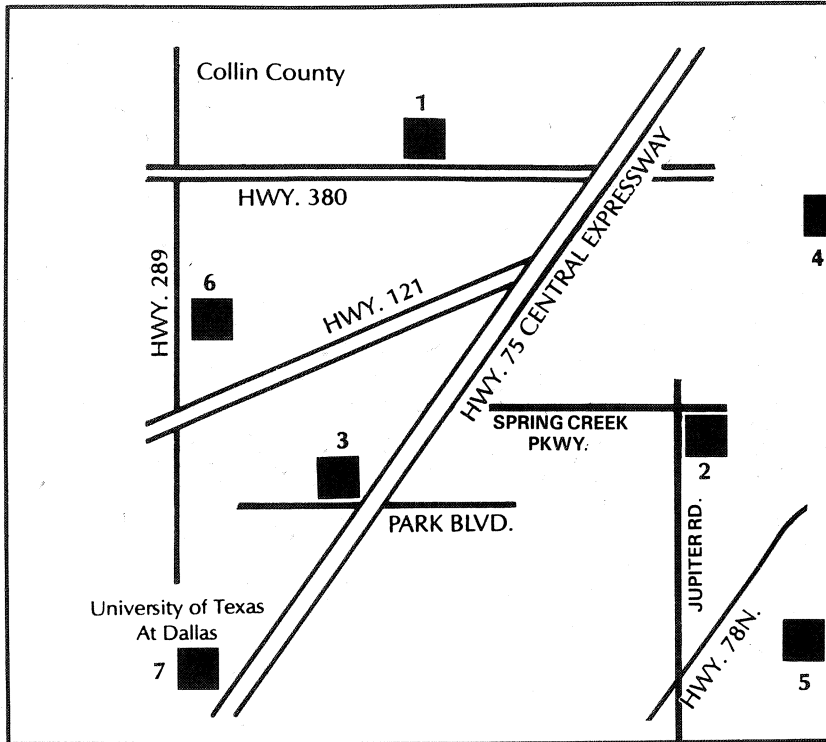 Collin County
1
HWY. 380
HWY. 75 CENTRAL EXPRESSWAY
4
HWY. 289
6
HWY. 121
SPRING CREEK
PKWY.
3
2
PARK BLVD.
JUPITER RD.
University of Texas
At Dallas
7
HWY. 78N.
5